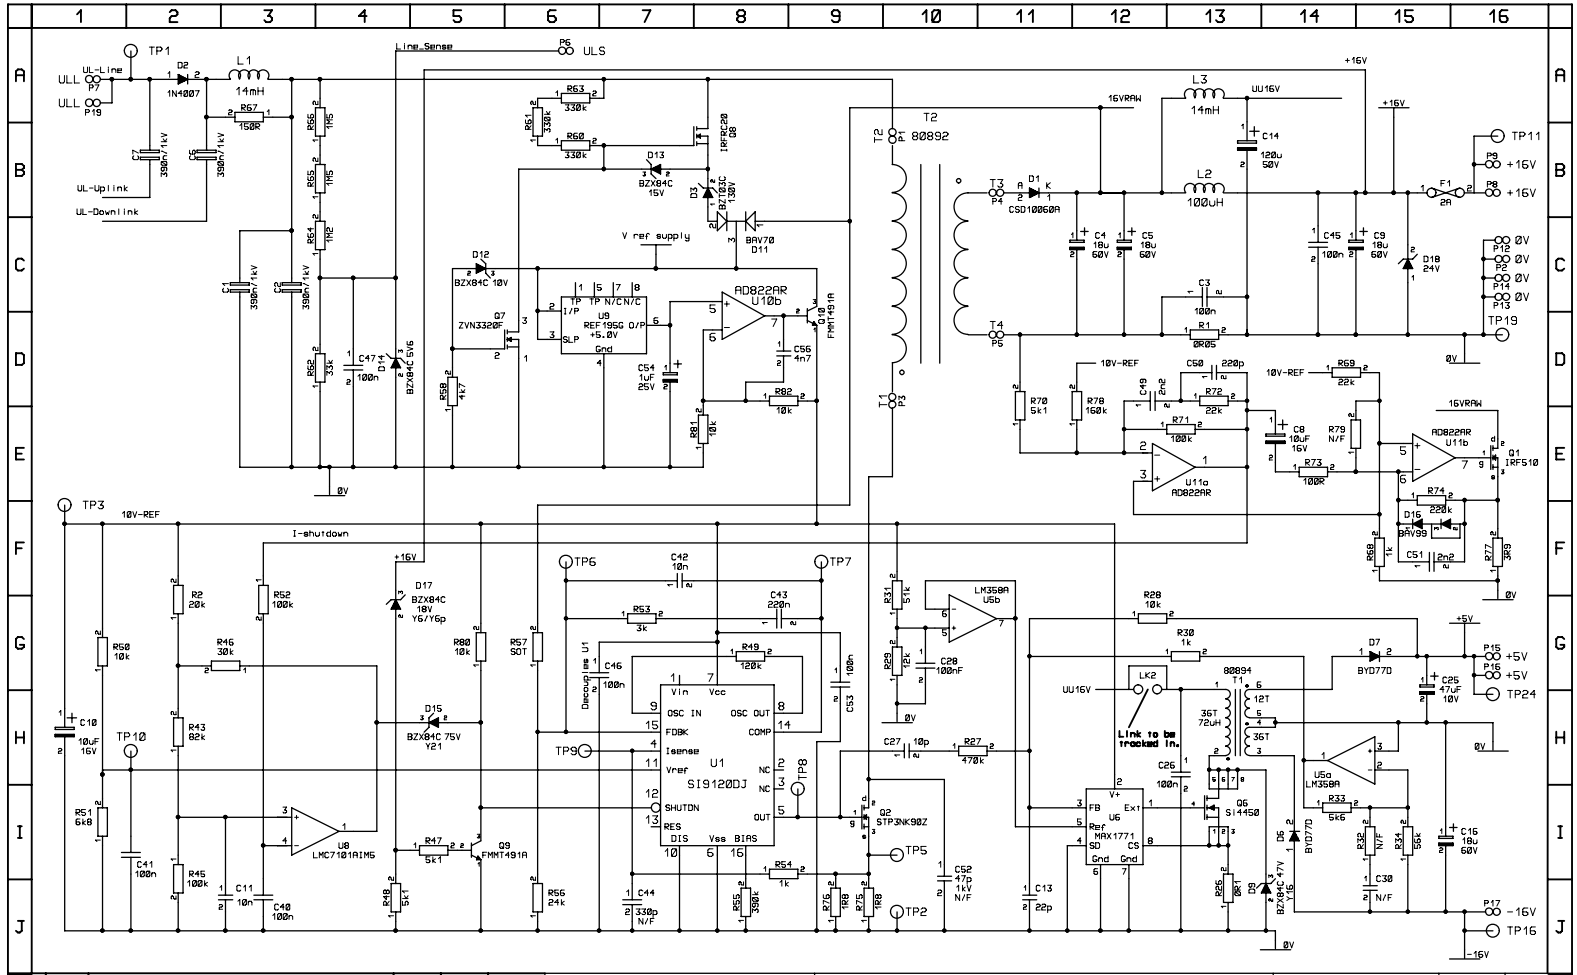 1 2 3 4 5 6 7 8 9 10 11 12 13 14 15 16
A A
B B
C C
D D
E E
F F
G G
H H
I I
J J
TP1
UL-Line
ULL
P7
ULL
P19
D2
1N4007
L1
14mH
R67
150R
C7
390n/1kV
C6
390n/1kV
UL-Uplink
UL-Downlink
C1
390n/1kV
C2
390n/1kV
R66
1M5
R65
1M5
R64
1M2
R62
33k
C47
100n
D14
BZX84C 5V6
0V
Line_Sense
P6
ULS
R63
330k
R61
330k
R60
330k
IRFRC20
Q8
D13
BZX84C
15V
D3
BZT03C
130V
BAV70
D11
V ref supply
D12
BZX84C 10V
Q7
ZVN3320F
R58
4k7
TP TP N/C N/C
I/P
U9
REF195G O/P
+5.0V
SLP
Gnd
C54
1uF
25V
AD822AR
U10b
Q10
FMMT491A
C56
4n7
R82
10k
R81
10k
T2
80892
T2
P1
T1
P3
T3
P4
T4
P5
D1
A K
CSD10060A
16VRAW
+16V
L3
14mH
UU16V
C14
120u
50V
L2
100uH
C4
18u
60V
C5
18u
60V
C3
100n
R1
0R05
C45
100n
C9
18u
60V
D18
24V
+16V
F1
2A
TP11
P9
+16V
P8
+16V
0V
P12
0V
P2
0V
P14
0V
P13
TP19
0V
R70
5k1
10V-REF
R78
160k
C49
2n2
C50
220p
R72
22k
R71
100k
U11a
AD822AR
10V-REF
R69
22k
C8
10uF
16V
R73
100R
R79
N/F
AD822AR
U11b
16VRAW
Q1
IRF510
R74
220k
D16
BAV99
C51
2n2
R68
1k
R77
3R9
0V
TP3
10V-REF
I-shutdown
R2
20k
R52
100k
R50
10k
R46
30k
R43
82k
C10
10uF
16V
TP10
R51
6k8
C41
100n
R45
100k
C11
10n
C40
100n
U8
LMC7101AIM5
+16V
D17
BZX84C
18V
Y6/Y6p
D15
BZX84C 75V
Y21
R80
10k
R57
SOT
R47
5k1
R48
5k1
Q9
FMMT491A
R56
24k
TP6
TP7
C42
10n
C43
220n
R53
3k
Decouples U1
C46
100n
R49
120k
100n
C53
Vin
Vcc
OSC IN
OSC OUT
FDBK
COMP
Isense
U1
Vref
NC
SI9120DJ
NC
SHUTDN
OUT
RES
DIS
Vss
BIAS
TP9
TP8
C44
330p
N/F
R55
390k
R54
1k
R76
1R8
R75
1R8
Q2
STP3NK90Z
TP5
TP2
C52
47p
1kV
N/F
R31
51k
R29
12k
C28
100nF
0V
LM358A
U5b
C27
10p
R27
470k
C13
22p
R28
10k
R30
1k
UU16V
LK2
Link to be
tracked in.
C26
100n
80894
T1
36T
72uH
12T
36T
V+
FB
Ext
U6
Ref
MAX1771
SD
CS
Gnd
Gnd
Q6
SI4450
R26
0R1
D9
BZX84C 47V
Y16
D6
BYD77D
0V
D7
BYD77D
+5V
P15
+5V
P16
+5V
TP24
C25
47uF
10V
0V
U5a
LM358A
R33
5k6
R32
N/F
R34
56k
C30
N/F
C16
18u
60V
P17
-16V
TP16
-16V